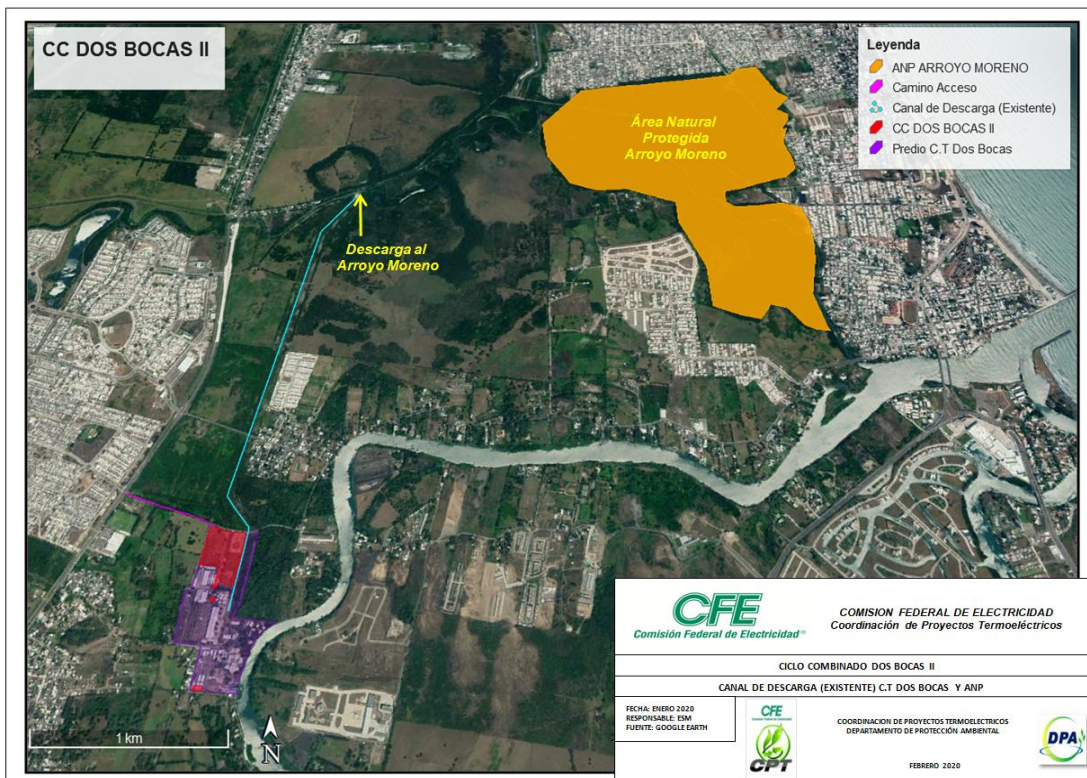 CC DOS BOCAS II
Leyenda
ANP ARROYO MORENO
Camino Acceso
Canal de Descarga (Existente)
CC DOS BOCAS II
Predio C.T Dos Bocas
Área Natural
Protegida
Arroyo Moreno
Descarga al
Arroyo Moreno
1 km
N
CFE
Comisión Federal de Electricidad®
COMISION FEDERAL DE ELECTRICIDAD
Coordinación de Proyectos Termoeléctricos
CICLO COMBINADO DOS BOCAS II
CANAL DE DESCARGA (EXISTENTE) C.T DOS BOCAS Y ANP
FECHA: ENERO 2020
RESPONSABLE: ESM
FUENTE: GOOGLE EARTH
CFE
Comisión Federal de Electricidad
CPT
COORDINACION DE PROYECTOS TERMOELECTRICOS
DEPARTAMENTO DE PROTECCIÓN AMBIENTAL
FEBRERO 2020
DPA